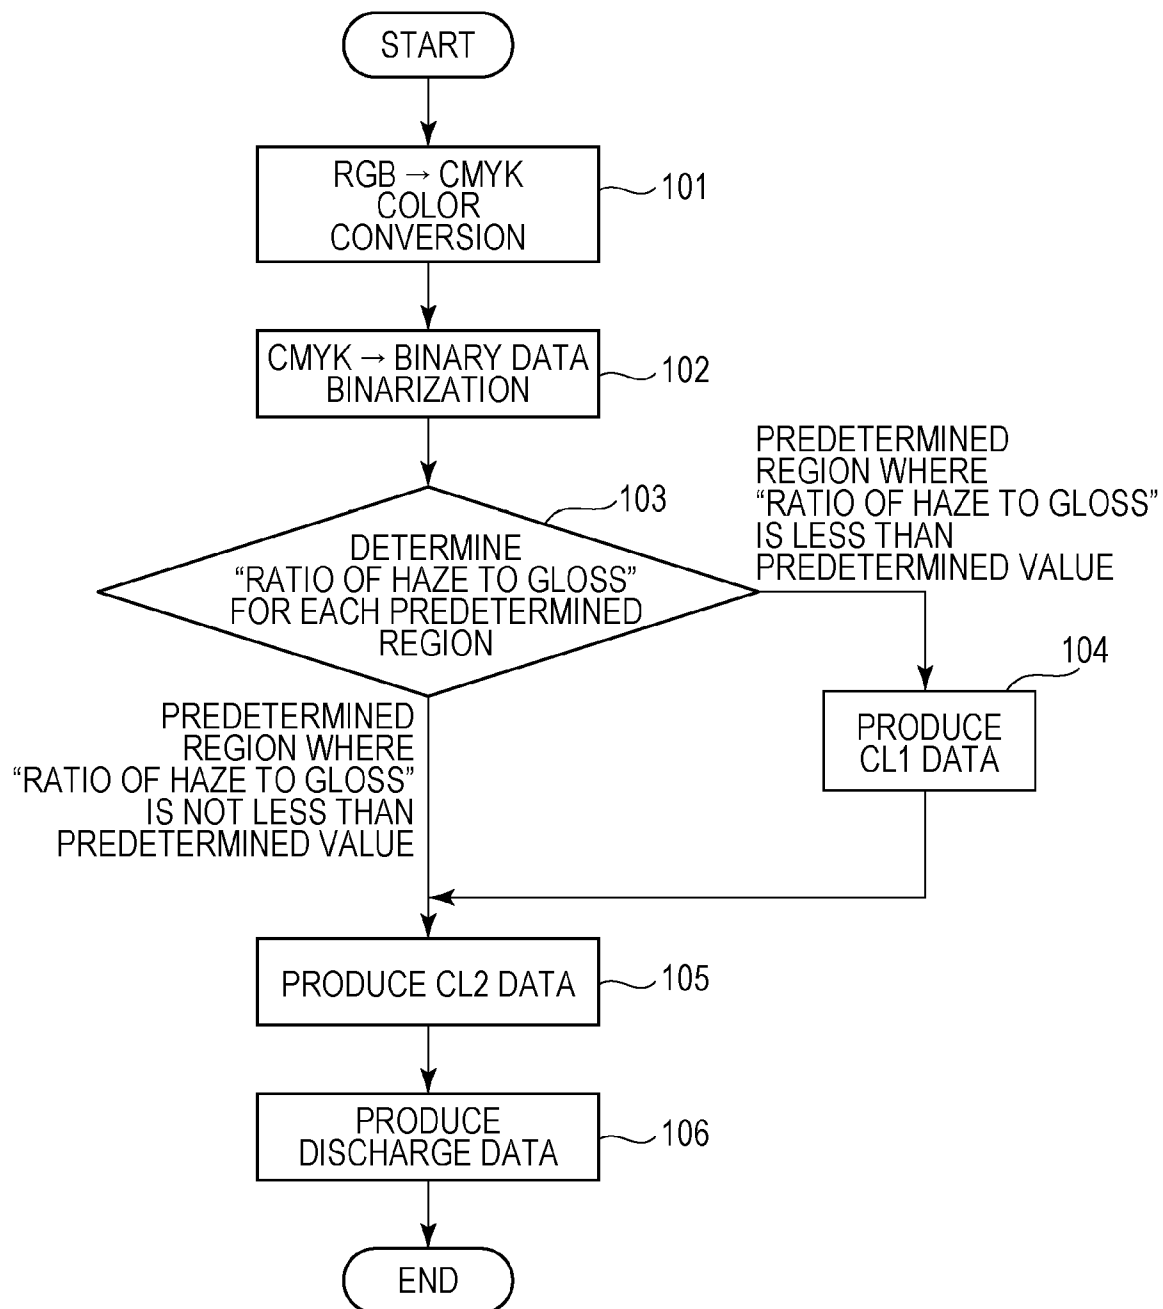 START
RGB → CMYK
COLOR
CONVERSION
101
CMYK → BINARY DATA
BINARIZATION
102
103
DETERMINE
“RATIO OF HAZE TO GLOSS”
FOR EACH PREDETERMINED
REGION
PREDETERMINED
REGION WHERE
“RATIO OF HAZE TO GLOSS”
IS LESS THAN
PREDETERMINED VALUE
104
PRODUCE
CL1 DATA
PREDETERMINED
REGION WHERE
“RATIO OF HAZE TO GLOSS”
IS NOT LESS THAN
PREDETERMINED VALUE
PRODUCE CL2 DATA
105
PRODUCE
DISCHARGE DATA
106
END